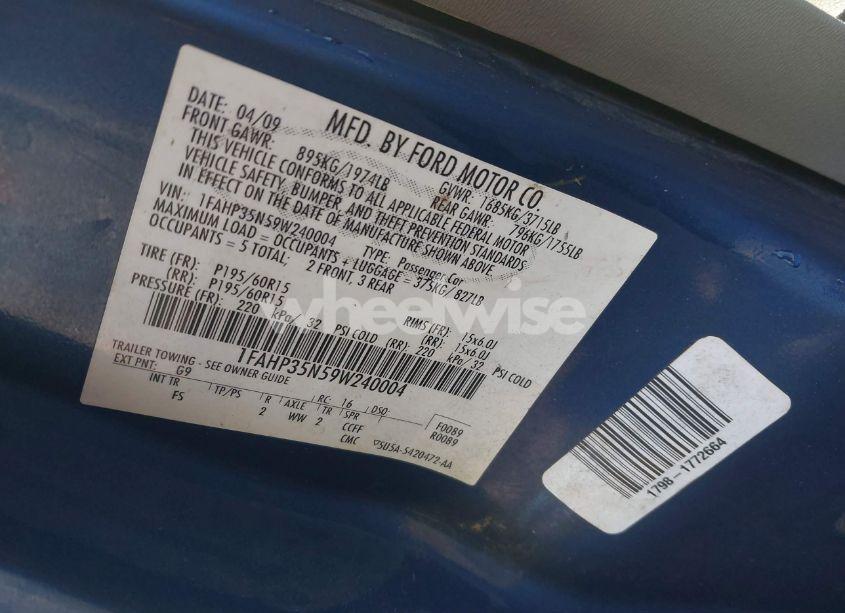 MFD. BY FORD MOTOR CO
DATE: 04/09 GVWR: 1685KG/3715LB
FRONT GAWR: 895KG/1974LB REAR GAWR: 796KG/1755LB
THIS VEHICLE CONFORMS TO ALL APPLICABLE FEDERAL MOTOR
VEHICLE SAFETY, BUMPER, AND THEFT PREVENTION STANDARDS
IN EFFECT ON THE DATE OF MANUFACTURE SHOWN ABOVE
VIN: 1FAHP35N59W240004 TYPE: Passenger Car
MAXIMUM LOAD = OCCUPANTS + LUGGAGE = 375KG/ 827LB
OCCUPANTS = 5 TOTAL: 2 FRONT, 3 REAR
TIRE (FR): P195/60R15 RIMS (FR): 15x6.0J
(RR): P195/60R15 (RR): 15x6.0J
PRESSURE (FR): 220 kPa/ 32 PSI COLD (RR): 220 kPa/ 32 PSI COLD
1FAHP35N59W240004
TRAILER TOWING - SEE OWNER GUIDE
EXT PNT: G9 RC: 16 DSO: F0089
R0089
INT TR TP/PS R AXLE TR SPR
FS 2 WW 2 CCFF
CMC 5U5A-5420472-AA
1798-1772664
wheelwise